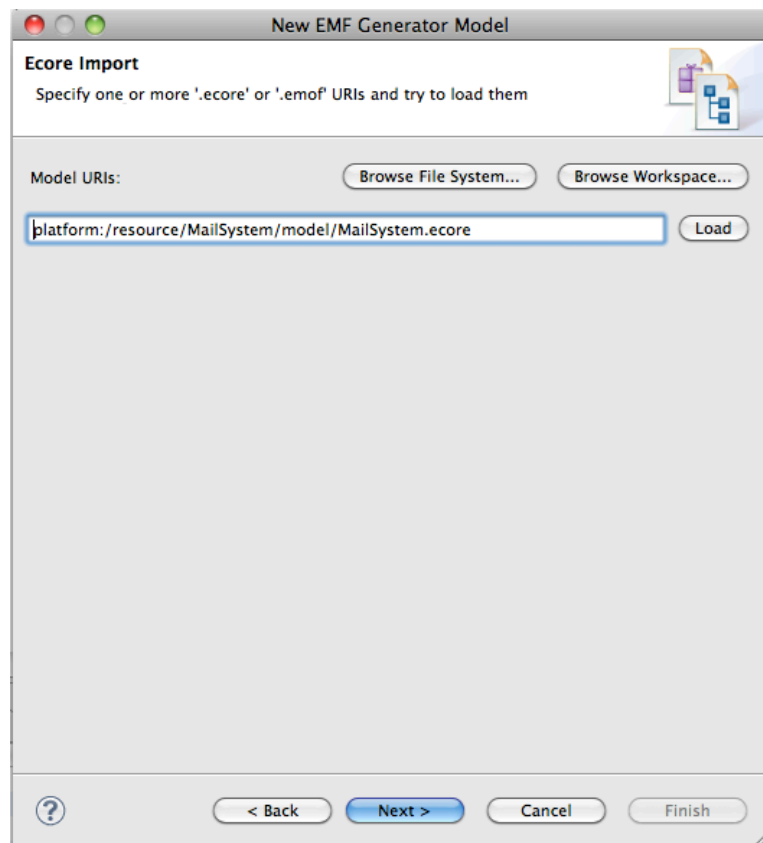 New EMF Generator Model
Ecore Import
Specify one or more '.ecore' or '.emof' URIs and try to load them
Model URIs:
Browse File System...
Browse Workspace...
platform:/resource/MailSystem/model/MailSystem.ecore
Load
?
< Back
Next >
Cancel
Finish